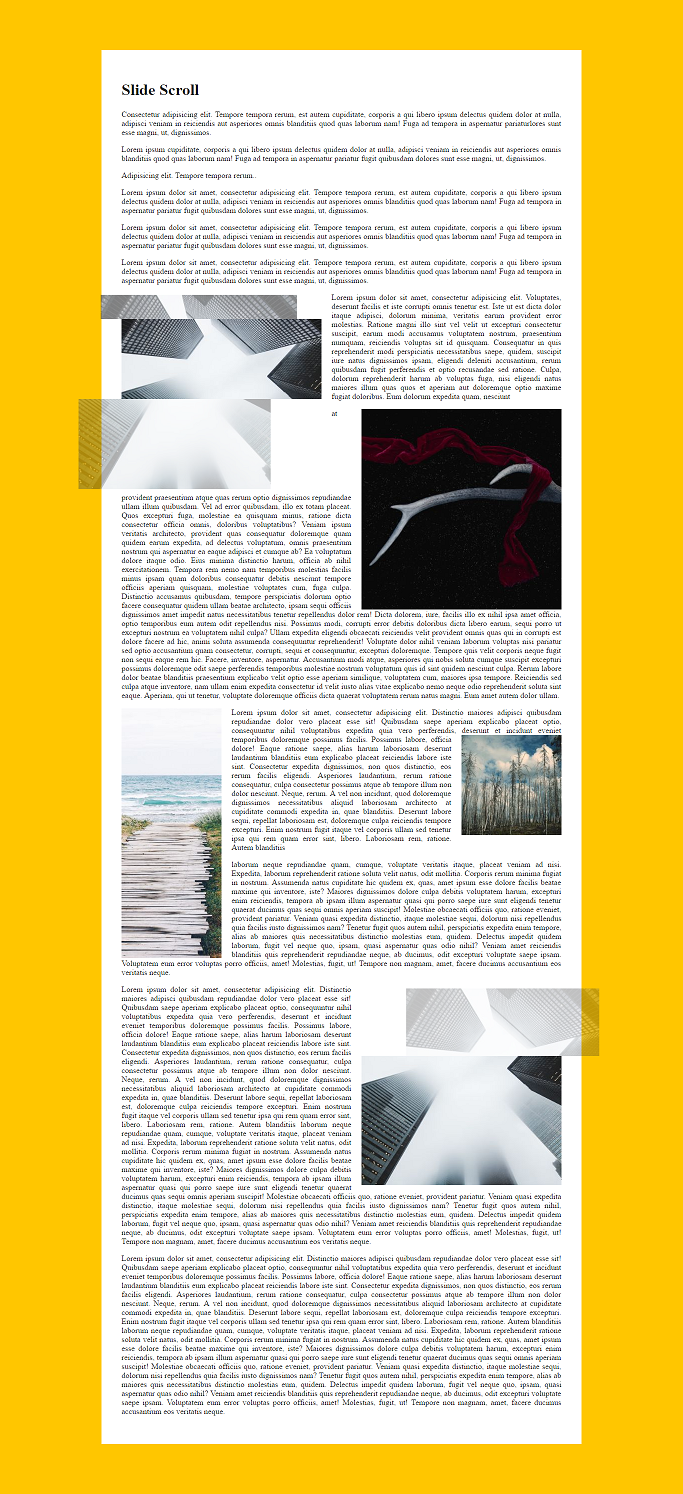 Slide Scroll
Consectetur adipisicing elit. Tempore tempora rerum, est autem cupiditate, corporis a qui libero ipsum delectus quidem dolor at nulla,
adipisci veniam in reiciendis aut asperiores omnis blanditiis quod quas laborum nam! Fuga ad tempora in aspernatur pariaturlores sunt
esse magni. ut, dignissimos.
Lorem ipsum cupiditate, corporis a qui libero ipsum delectus quidem dolor at nulla, adipisci veniam in reiciendis aut asperiores omnis
blanditiis quod quas laborum nam! Fuga ad tempora in aspernatur pariatur fugit quibusdam dolores sunt esse magni. ut, dignissimos.
Adipisicing elit. Tempore tempora rerum..
Lorem ipsum dolor sit amet, consectetur adipisicing elit. Tempore tempora rerum, est autem cupiditate, corporis a qui libero ipsum
delectus quidem dolor at nulla, adipisci veniam in reiciendis aut asperiores omnis blanditiis quod quas laborum nam! Fuga ad tempora in
aspernatur pariatur fugit quibusdam dolores sunt esse magni, ut, dignissimos.
Lorem ipsum dolor sit amet, consectetur adipisicing elit. Tempore tempora rerum, est autem cupiditate, corporis a qui libero ipsum
delectus quidem dolor at nulla, adipisci veniam in reiciendis aut asperiores omnis blanditiis quod quas laborum nam! Fuga ad tempora in
aspernatur pariatur fugit quibusdam dolores sunt esse magni, ut, dignissimos.
Lorem ipsum dolor sit amet, consectetur adipisicing elit. Tempore tempora rerum, est autem cupiditate, corporis a qui libero ipsum
delectus quidem dolor at nulla, adipisci veniam in reiciendis aut asperiores omnis blanditiis quod quas laborum nam! Fuga ad tempora in
aspernatur pariatur fugit quibusdam dolores sunt esse magni, ut, dignissimos.
Lorem ipsum dolor sit amet, consectetur adipisicing elit. Voluptates,
deserunt facilis et iste corporis omnis tenetur est. Iste ut est dicta dolor
itaque adipisci, dolorum minima, veritatis earum provident error
molestias. Ratione magni illo sint vel velit ut excepturi consectetur
suscipit, earum modi accusamus voluptatem nostrum, praesentium
numquam, reiciendis voluptas sit id quisquam. Consequatur in quis
reprehenderit modi perspiciatis necessitatibus saepe, quidem, suscipit
iure natus dignissimos ipsam, eligendi deleniti accusantium, rerum
quibusdam fugit perferendis et optio recusandae sed ratione. Culpa,
dolorum reprehenderit harum ab voluptas fuga, nisi eligendi natus
maiores illum quas quos et aperiam aut doloremque optio maxime
fugiat doloribus. Eum dolorem expedita quam, nesciunt
at
provident praesentium atque quas rerum optio dignissimos repudiandae
ullam illum quibusdam. Vel ad error quibusdam, illo ex totam placeat.
Quos excepturi fuga, molestiae ea quisquam minus, ratione dicta
consectetur officia omnis, doloribus voluptatibus? Veniam ipsum
veritatis architecto, provident quas consequatur doloremque quam
quidem earum expedita, ad delectus voluptatum, omnis praesentium
nostrum qui aspernatur ea eaque adipisci et cumque ab? Ea voluptatum
dolore itaque odio. Eius minima distinctio harum, officia ab nihil
exercitationem. Tempora rem nemo nam temporibus molestias facilis
minus ipsam quam doloribus consequatur debitis nesciunt tempore
officiis aperiam quisquam, molestiae voluptates cum, fuga culpa.
Distinctio accusamus quibusdam, tempore perspiciatis dolorum optio
facere consequatur quidem ullam beatae architecto, ipsam sequi officiis
dignissimos amet impedit natus necessitatibus tenetur repellendus dolor rem! Dicta dolorem, iure, facilis illo ex nihil ipsa amet officia,
optio temporibus eum autem odit repellendus nisi. Possimus modi, corrupti error debitis doloribus dicta libero earum, sequi porro ut
excepturi nostrum ea voluptatem nihil culpa? Ullam expedita eligendi obcaecati reiciendis velit provident omnis quas qui in corrupti est
dolore facere ad hic, animi soluta assumenda consequuntur reprehenderit! Voluptate dolor nihil veniam laborum voluptas nisi pariatur
sed optio accusantium quam consectetur, corrupti, sequi et consequuntur, excepturi doloremque. Tempore quis velit corporis neque fugit
non sequi eaque rem hic. Facere, inventore, aspernatur. Accusantium modi atque, asperiores qui nobis soluta cumque suscipit excepturi
possimus doloremque odit saepe perferendis temporibus molestiae nostrum voluptatum quis id sint quidem nesciunt culpa. Rerum labore
dolor beatae blanditiis praesentium explicabo velit optio esse aperiam similique, voluptatem cum, maiores ipsa tempore. Reiciendis sed
culpa atque inventore, nam ullam enim expedita consectetur id velit iusto alias vitae explicabo nemo neque odio reprehenderit soluta sint
eaque. Aperiam, qui ut tenetur, voluptate doloremque officiis dicta quaerat voluptatem rerum natus magni. Eum amet autem dolor ullam.
Lorem ipsum dolor sit amet, consectetur adipisicing elit. Distinctio maiores adipisci quibusdam
repudiandae dolor vero placeat esse sit! Quibusdam saepe aperiam explicabo placeat optio,
consequuntur nihil voluptatibus expedita quia vero perferendis, deserunt et incidunt eveniet
temporibus doloremque possimus facilis. Possimus labore, officia
dolore! Eaque ratione saepe, alias harum laboriosam deserunt
laudantium blanditiis eum explicabo placeat reiciendis labore iste
sint. Consectetur expedita dignissimos, non quos distinctio, eos
rerum facilis eligendi. Asperiores laudantium, rerum ratione
consequatur, culpa consectetur possimus atque ab tempore illum non
dolor nesciunt. Neque, rerum. A vel non incidunt, quod doloremque
dignissimos necessitatibus aliquid laboriosam architecto at
cupiditate commodi expedita in, quae blanditiis. Deserunt labore
sequi, repellat laboriosam est, doloremque culpa reiciendis tempore
excepturi. Enim nostrum fugit itaque vel corporis ullam sed tenetur
ipsa qui rem quam error sint, libero. Laboriosam rem, ratione.
Autem blanditiis
laborum neque repudiandae quam, cumque, voluptate veritatis itaque, placeat veniam ad nisi.
Expedita, laborum reprehenderit ratione soluta velit natus, odit mollitia. Corporis rerum minima fugiat
in nostrum. Assumenda natus cupiditate hic quidem ex, quas, amet ipsum esse dolore facilis beatae
maxime qui inventore, iste? Maiores dignissimos dolore culpa debitis voluptatem harum, excepturi
enim reiciendis, tempora ab ipsam illum aspernatur quasi qui porro saepe iure sunt eligendi tenetur
quaerat ducimus quas sequi omnis aperiam suscipit! Molestiae obcaecati officiis quo, ratione eveniet,
provident pariatur. Veniam quasi expedita distinctio, itaque molestiae sequi, dolorum nisi repellendus
quia facilis iusto dignissimos nam? Tenetur fugit quos autem nihil, perspiciatis expedita enim tempore,
alias ab maiores quis necessitatibus distinctio molestias eum, quidem. Delectus impedit quidem
laborum, fugit vel neque quo, ipsam, quasi aspernatur quas odio nihil? Veniam amet reiciendis
blanditiis quis reprehenderit repudiandae neque, ab ducimus, odit excepturi voluptate saepe ipsam.
Voluptatem eum error voluptas porro officiis, amet! Molestias, fugit, ut! Tempore non magnam, amet, facere ducimus accusantium eos
veritatis neque.
Lorem ipsum dolor sit amet, consectetur adipisicing elit. Distinctio
maiores adipisci quibusdam repudiandae dolor vero placeat esse sit!
Quibusdam saepe aperiam explicabo placeat optio, consequuntur nihil
voluptatibus expedita quia vero perferendis, deserunt et incidunt
eveniet temporibus doloremque possimus facilis. Possimus labore,
officia dolore! Eaque ratione saepe, alias harum laboriosam deserunt
laudantium blanditiis eum explicabo placeat reiciendis labore iste sint.
Consectetur expedita dignissimos, non quos distinctio, eos rerum facilis
eligendi. Asperiores laudantium, rerum ratione consequatur, culpa
consectetur possimus atque ab tempore illum non dolor nesciunt.
Neque, rerum. A vel non incidunt, quod doloremque dignissimos
necessitatibus aliquid laboriosam architecto at cupiditate commodi
expedita in, quae blanditiis. Deserunt labore sequi, repellat laboriosam
est, doloremque culpa reiciendis tempore excepturi. Enim nostrum
fugit itaque vel corporis ullam sed tenetur ipsa qui rem quam error sint,
libero. Laboriosam rem, ratione. Autem blanditiis laborum neque
repudiandae quam, cumque, voluptate veritatis itaque, placeat veniam
ad nisi. Expedita, laborum reprehenderit ratione soluta velit natus, odit
mollitia. Corporis rerum minima fugiat in nostrum. Assumenda natus
cupiditate hic quidem ex, quas, amet ipsum esse dolore facilis beatae
maxime qui inventore, iste? Maiores dignissimos dolore culpa debitis
voluptatem harum, excepturi enim reiciendis, tempora ab ipsam illum
aspernatur quasi qui porro saepe iure sunt eligendi tenetur quaerat
ducimus quas sequi omnis aperiam suscipit! Molestiae obcaecati officiis quo, ratione eveniet, provident pariatur. Veniam quasi expedita
distinctio, itaque molestiae sequi, dolorum nisi repellendus quia facilis iusto dignissimos nam? Tenetur fugit quos autem nihil,
perspiciatis expedita enim tempore, alias ab maiores quis necessitatibus distinctio molestias eum, quidem. Delectus impedit quidem
laborum, fugit vel neque quo, ipsam, quasi aspernatur quas odio nihil? Veniam amet reiciendis blanditiis quis reprehenderit repudiandae
neque, ab ducimus, odit excepturi voluptate saepe ipsam. Voluptatem eum error voluptas porro officiis, amet! Molestias, fugit, ut!
Tempore non magnam, amet, facere ducimus accusantium eos veritatis neque.
Lorem ipsum dolor sit amet, consectetur adipisicing elit. Distinctio maiores adipisci quibusdam repudiandae dolor vero placeat esse sit!
Quibusdam saepe aperiam explicabo placeat optio, consequuntur nihil voluptatibus expedita quia vero perferendis, deserunt et incidunt
eveniet temporibus doloremque possimus facilis. Possimus labore, officia dolore! Eaque ratione saepe, alias harum laboriosam deserunt
laudantium blanditiis eum explicabo placeat reiciendis labore iste sint. Consectetur expedita dignissimos, non quos distinctio, eos rerum
facilis eligendi. Asperiores laudantium, rerum ratione consequatur, culpa consectetur possimus atque ab tempore illum non dolor
nesciunt. Neque, rerum. A vel non incidunt, quod doloremque dignissimos necessitatibus aliquid laboriosam architecto at cupiditate
commodi expedita in, quae blanditiis. Deserunt labore sequi, repellat laboriosam est, doloremque culpa reiciendis tempore excepturi.
Enim nostrum fugit itaque vel corporis ullam sed tenetur ipsa qui rem quam error sint, libero. Laboriosam rem, ratione. Autem blanditiis
laborum neque repudiandae quam, cumque, voluptate veritatis itaque, placeat veniam ad nisi. Expedita, laborum reprehenderit ratione
soluta velit natus, odit mollitia. Corporis rerum minima fugiat in nostrum. Assumenda natus cupiditate hic quidem ex, quas, amet ipsum
esse dolore facilis beatae maxime qui inventore, iste? Maiores dignissimos dolore culpa debitis voluptatem harum, excepturi enim
reiciendis, tempora ab ipsam illum aspernatur quasi qui porro saepe iure sunt eligendi tenetur quaerat ducimus quas sequi omnis aperiam
suscipit! Molestiae obcaecati officiis quo, ratione eveniet, provident pariatur. Veniam quasi expedita distinctio, itaque molestiae sequi,
dolorum nisi repellendus quia facilis iusto dignissimos nam? Tenetur fugit quos autem nihil, perspiciatis expedita enim tempore, alias ab
maiores quis necessitatibus distinctio molestias eum, quidem. Delectus impedit quidem laborum, fugit vel neque quo, ipsam, quasi
aspernatur quas odio nihil? Veniam amet reiciendis blanditiis quis reprehenderit repudiandae neque, ab ducimus, odit excepturi voluptate
saepe ipsam. Voluptatem eum error voluptas porro officiis, amet! Molestias, fugit, ut! Tempore non magnam, amet, facere ducimus
accusantium eos veritatis neque.